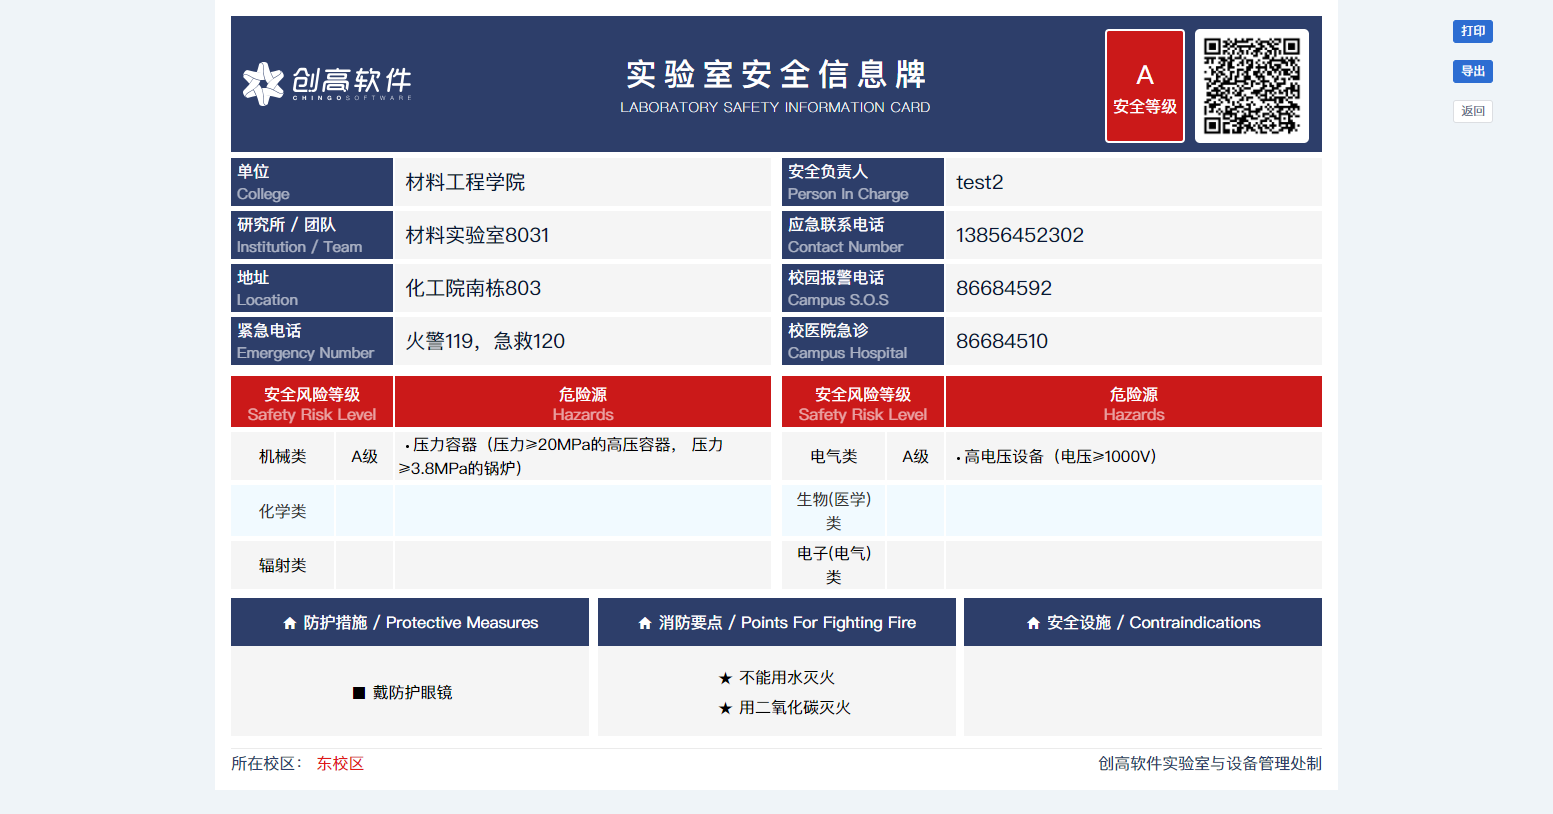 创高软件
CHINGOSOFTWARE
实验室安全信息牌
LABORATORY SAFETY INFORMATION CARD
A
安全等级
打印
导出
返回
单位
College
材料工程学院
安全负责人
Person In Charge
test2
研究所 / 团队
Institution / Team
材料实验室8031
应急联系电话
Contact Number
13856452302
地址
Location
化工院南栋803
校园报警电话
Campus S.O.S
86684592
紧急电话
Emergency Number
火警119，急救120
校医院急诊
Campus Hospital
86684510
安全风险等级
Safety Risk Level
危险源
Hazards
安全风险等级
Safety Risk Level
危险源
Hazards
机械类
A级
• 压力容器（压力≥20MPa的高压容器， 压力
≥3.8MPa的锅炉）
电气类
A级
• 高电压设备（电压≥1000V）
化学类
生物(医学)
类
辐射类
电子(电气)
类
防护措施 / Protective Measures
消防要点 / Points For Fighting Fire
安全设施 / Contraindications
■ 戴防护眼镜
★ 不能用水灭火
★ 用二氧化碳灭火
所在校区： 东校区
创高软件实验室与设备管理处制